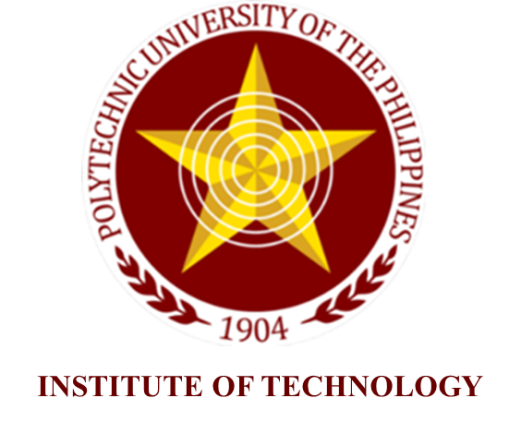 POLYTECHNIC UNIVERSITY OF THE PHILIPPINES
1904
INSTITUTE OF TECHNOLOGY